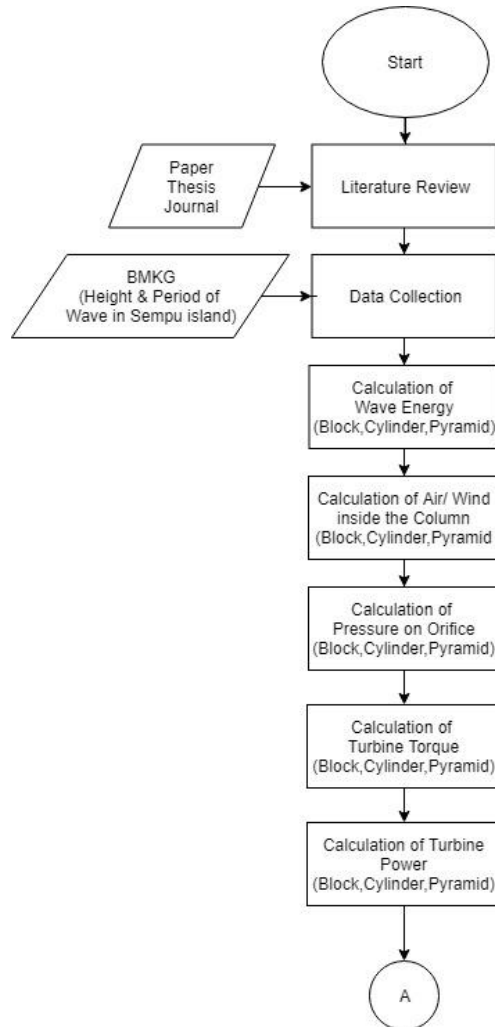 Start
Paper
Thesis
Journal
Literature Review
BMKG
(Height & Period of
Wave in Sempu island)
Data Collection
Calculation of
Wave Energy
(Block,Cylinder,Pyramid)
Calculation of Air/ Wind
inside the Column
(Block,Cylinder,Pyramid
Calculation of
Pressure on Orifice
(Block,Cylinder,Pyramid)
Calculation of
Turbine Torque
(Block,Cylinder,Pyramid)
Calculation of Turbine
Power
(Block,Cylinder,Pyramid)
A